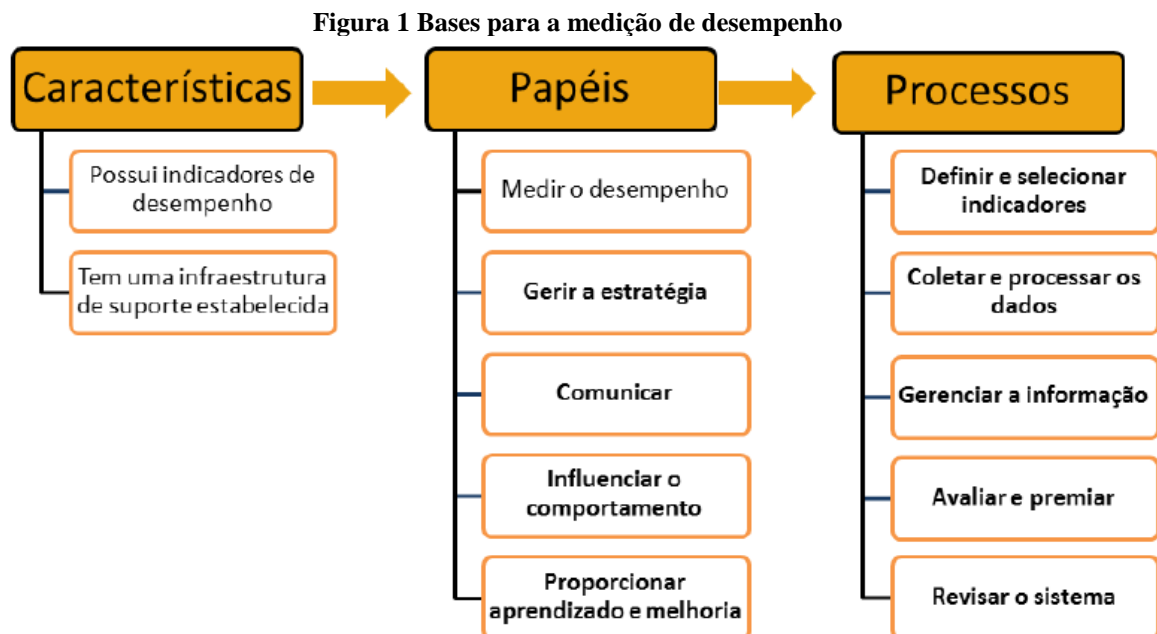 Figura 1 Bases para a medição de desempenho
Características
Possui indicadores de
desempenho
Tem uma infraestrutura
de suporte estabelecida
Papéis
Medir o desempenho
Gerir a estratégia
Comunicar
Influenciar o
comportamento
Proporcionar
aprendizado e melhoria
Processos
Definir e selecionar
indicadores
Coletar e processar os
dados
Gerenciar a informação
Avaliar e premiar
Revisar o sistema